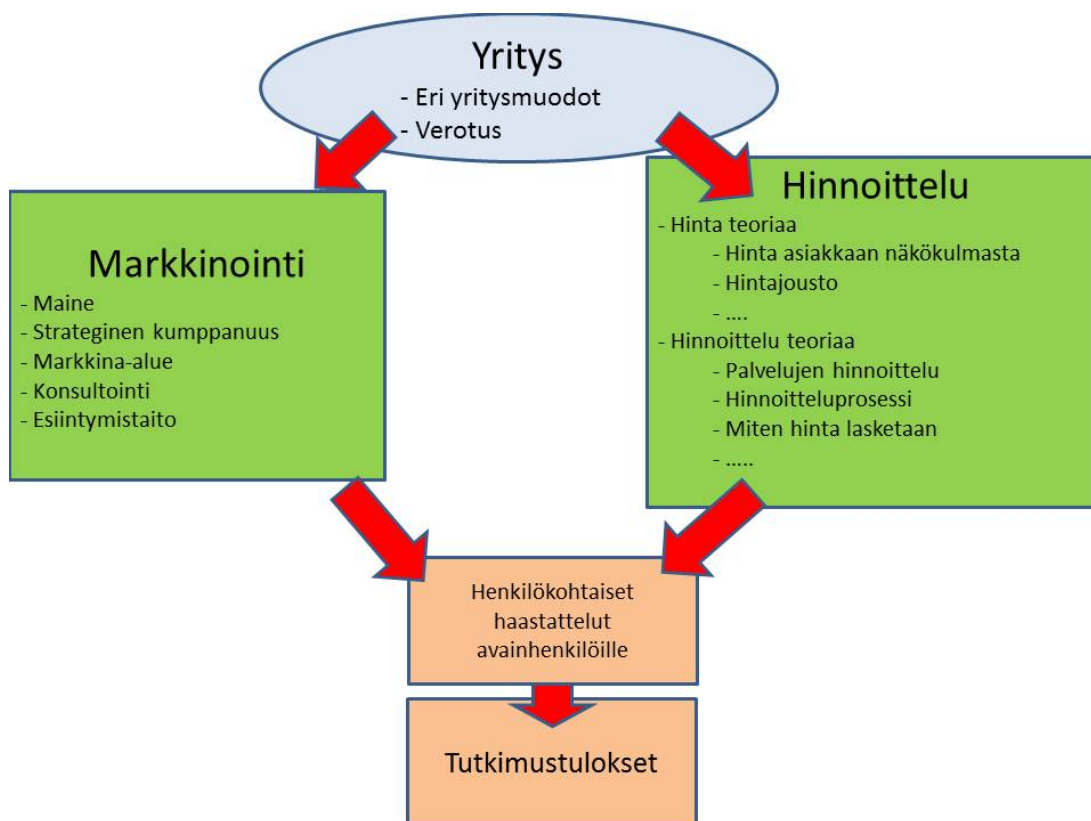 Yritys
- Eri yritysmuodot
- Verotus
Markkinointi
- Maine
- Strateginen kumppanuus
- Markkina-alue
- Konsultointi
- Esiintymistaito
Hinnoittelu
- Hinta teoriaa
- Hinta asiakkaan näkökulmasta
- Hintajousto
- ....
- Hinnoittelu teoriaa
- Palvelujen hinnoittelu
- Hinnoitteluprosessi
- Miten hinta lasketaan
- .....
Henkilökohtaiset
haastattelut
avainhenkilöille
Tutkimustulokset